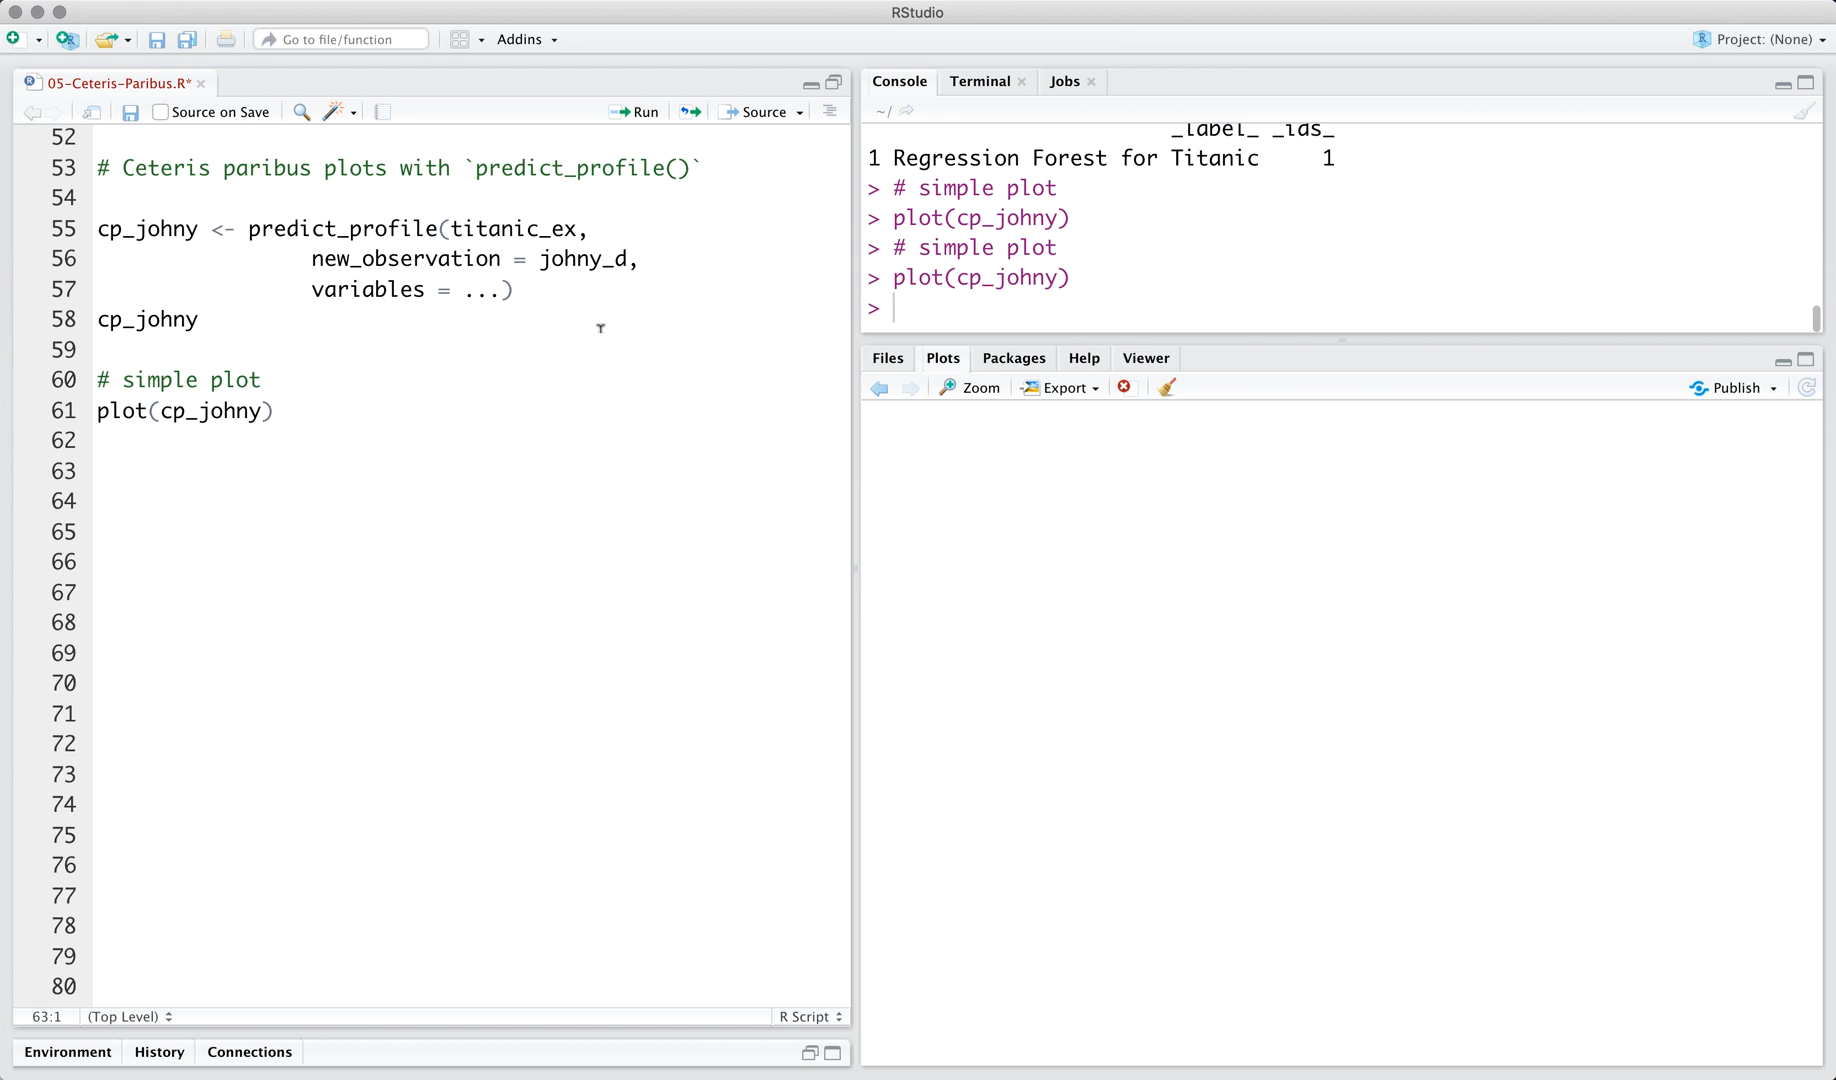 RStudio
Go to file/function
Addins
Project: (None)
05-Ceteris-Paribus.R*
Source on Save
Run
Source
52
53 # Ceteris paribus plots with `predict_profile()`
54
55 cp_johny <- predict_profile(titanic_ex,
56 new_observation = johny_d,
57 variables = ...)
58 cp_johny
59
60 # simple plot
61 plot(cp_johny)
62
63
64
65
66
67
68
69
70
71
72
73
74
75
76
77
78
79
80
63:1 (Top Level)
R Script
Environment History Connections
Console Terminal Jobs
~/
_label_ _ids_
1 Regression Forest for Titanic 1
> # simple plot
> plot(cp_johny)
> # simple plot
> plot(cp_johny)
>
Files Plots Packages Help Viewer
Zoom Export Publish